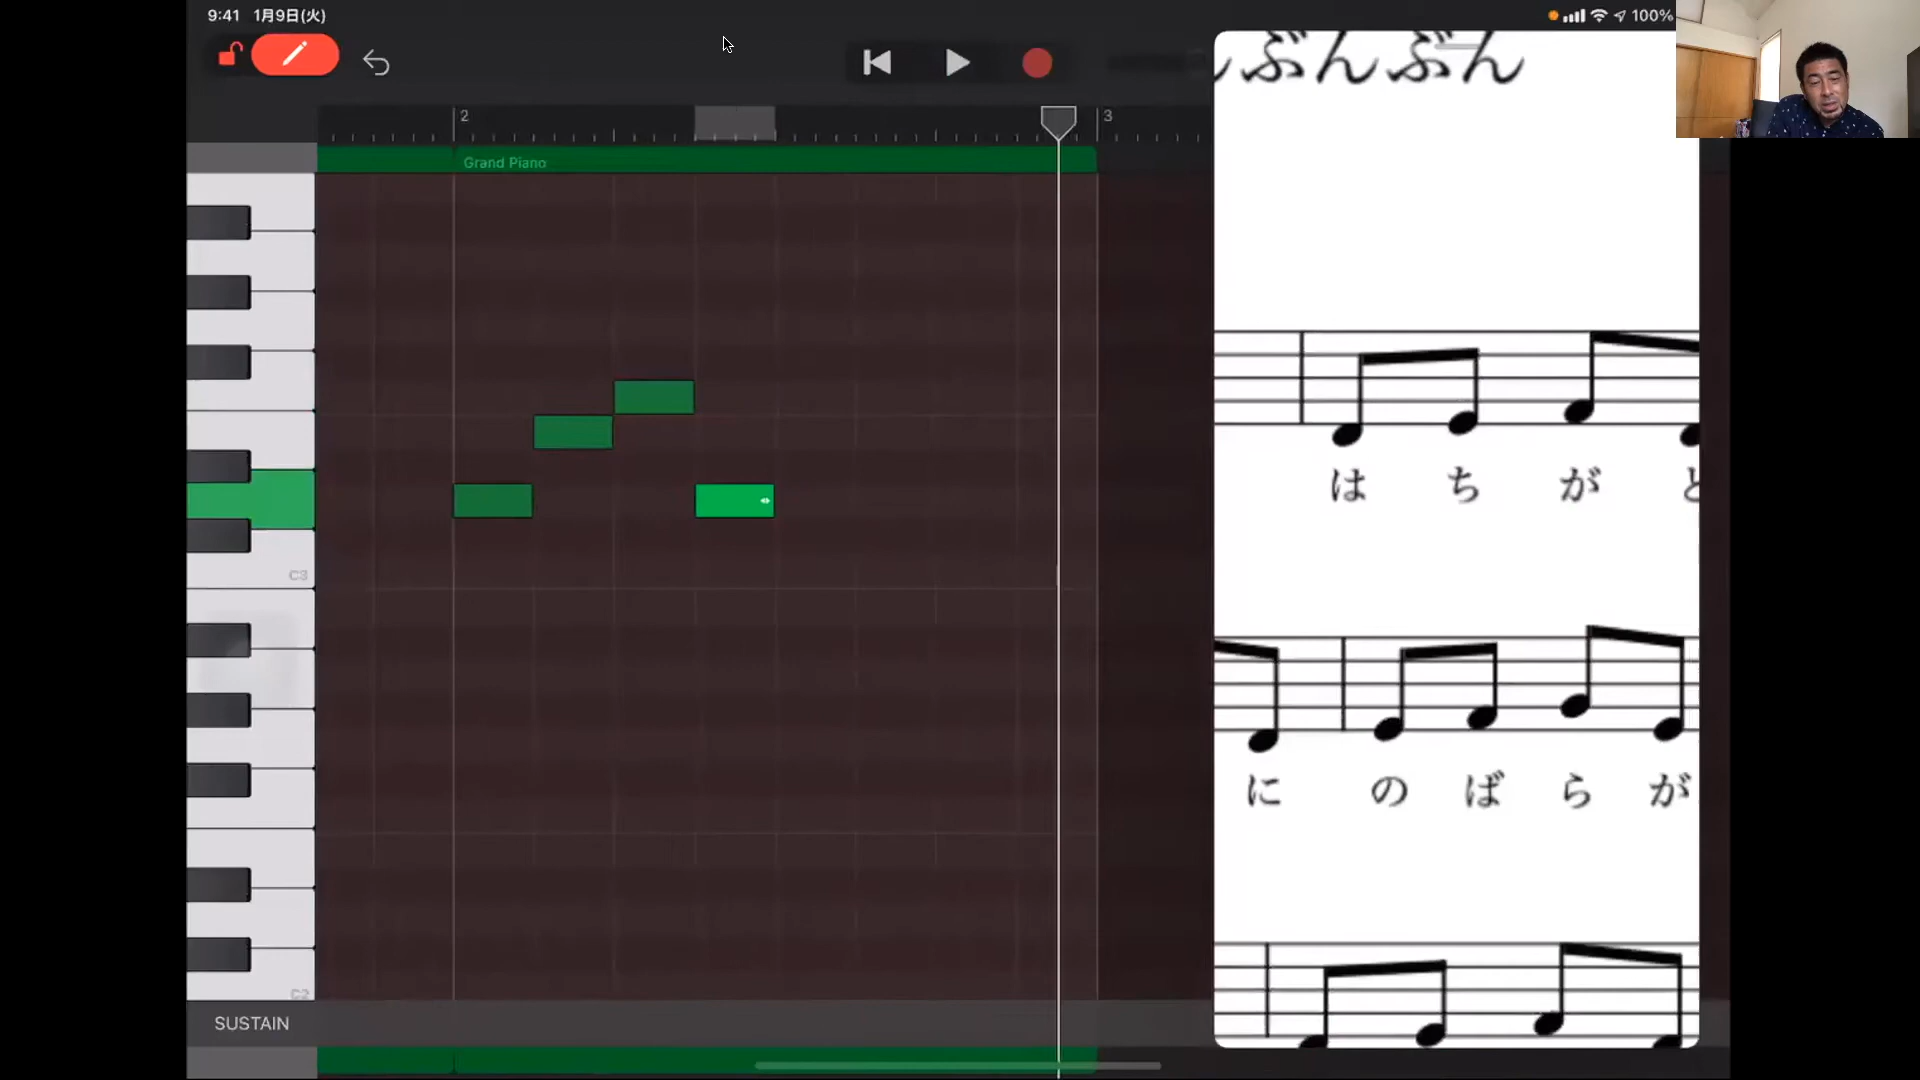 9:41 1月9日(火)
100%
2
3
Grand Piano
ぶんぶん
C3
はちが
にのばらが
C2
SUSTAIN